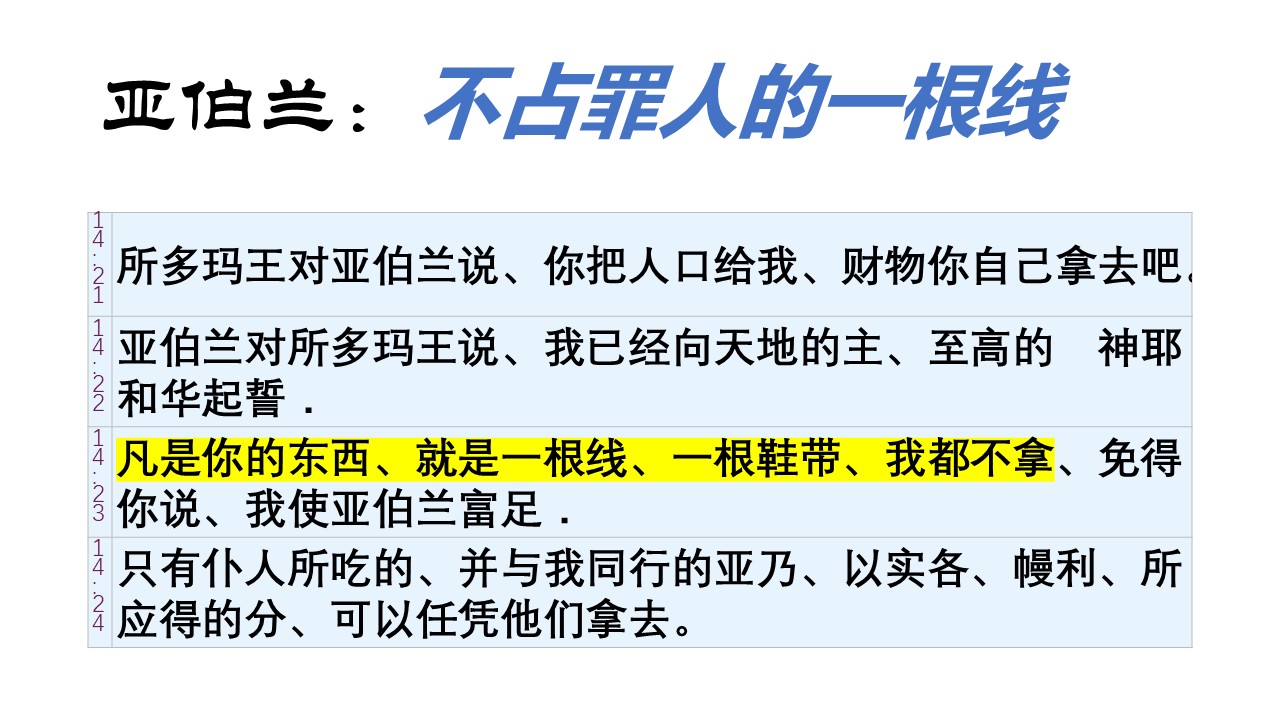 亚伯兰：不占罪人的一根线
14:21 所多玛王对亚伯兰说、你把人口给我、财物你自己拿去吧。
14:22 亚伯兰对所多玛王说、我已经向天地的主、至高的　神耶
和华起誓．
14:23 凡是你的东西、就是一根线、一根鞋带、我都不拿、免得
你说、我使亚伯兰富足．
14:24 只有仆人所吃的、并与我同行的亚乃、以实各、幔利、所
应得的分、可以任凭他们拿去。